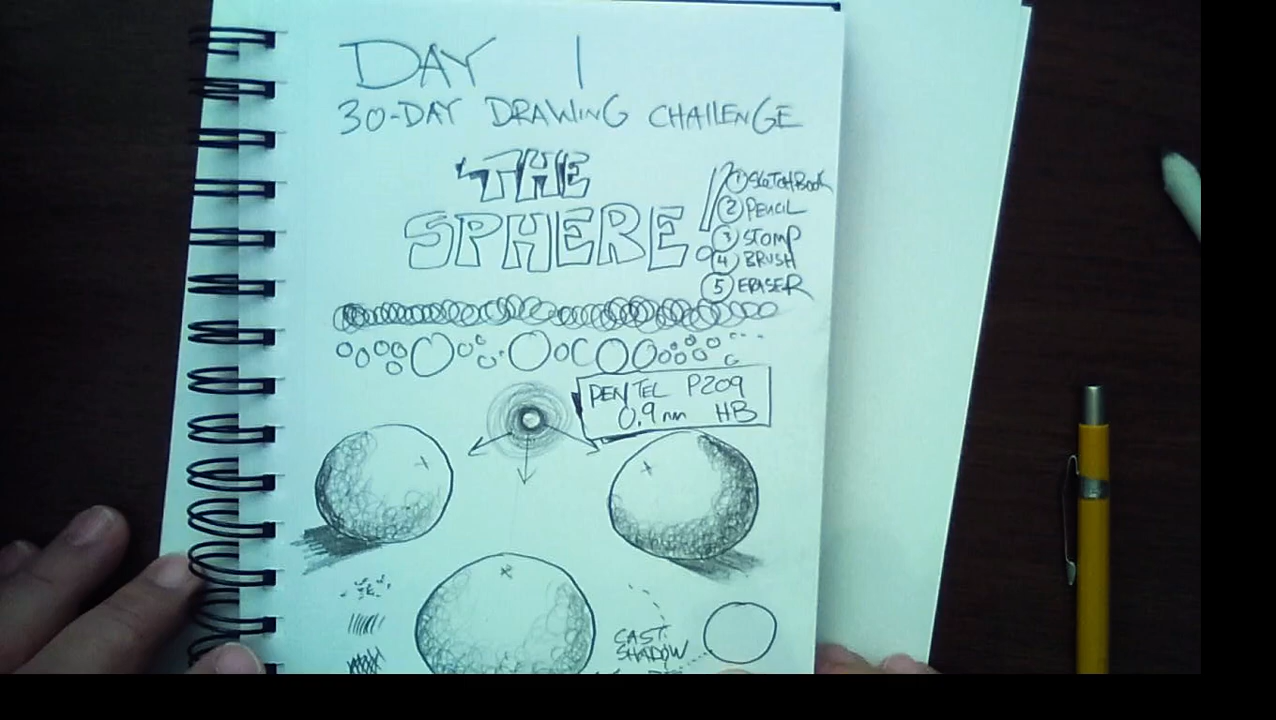 DAY 1
30-DAY DRAWING CHALLENGE
THE
SPHERE
① SKETCHBOOK
② PENCIL
③ STOMP
④ BRUSH
⑤ ERASER
PENTEL P209
0.9mm HB
CAST
SHADOW